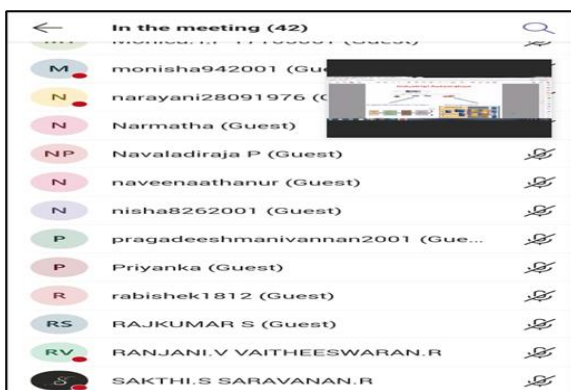 In the meeting (42)
M monisha942001 (Gu
N narayani28091976 (
N Narmatha (Guest)
NP Navaladiraja P (Guest)
N naveenaathanur (Guest)
N nisha8262001 (Guest)
P pragadeeshmanivannan2001 (Gue...
P Priyanka (Guest)
R rabishek1812 (Guest)
RS RAJKUMAR S (Guest)
RV RANJANI.V VAITHEESWARAN.R
S SAKTHI.S SARAVANAN.R